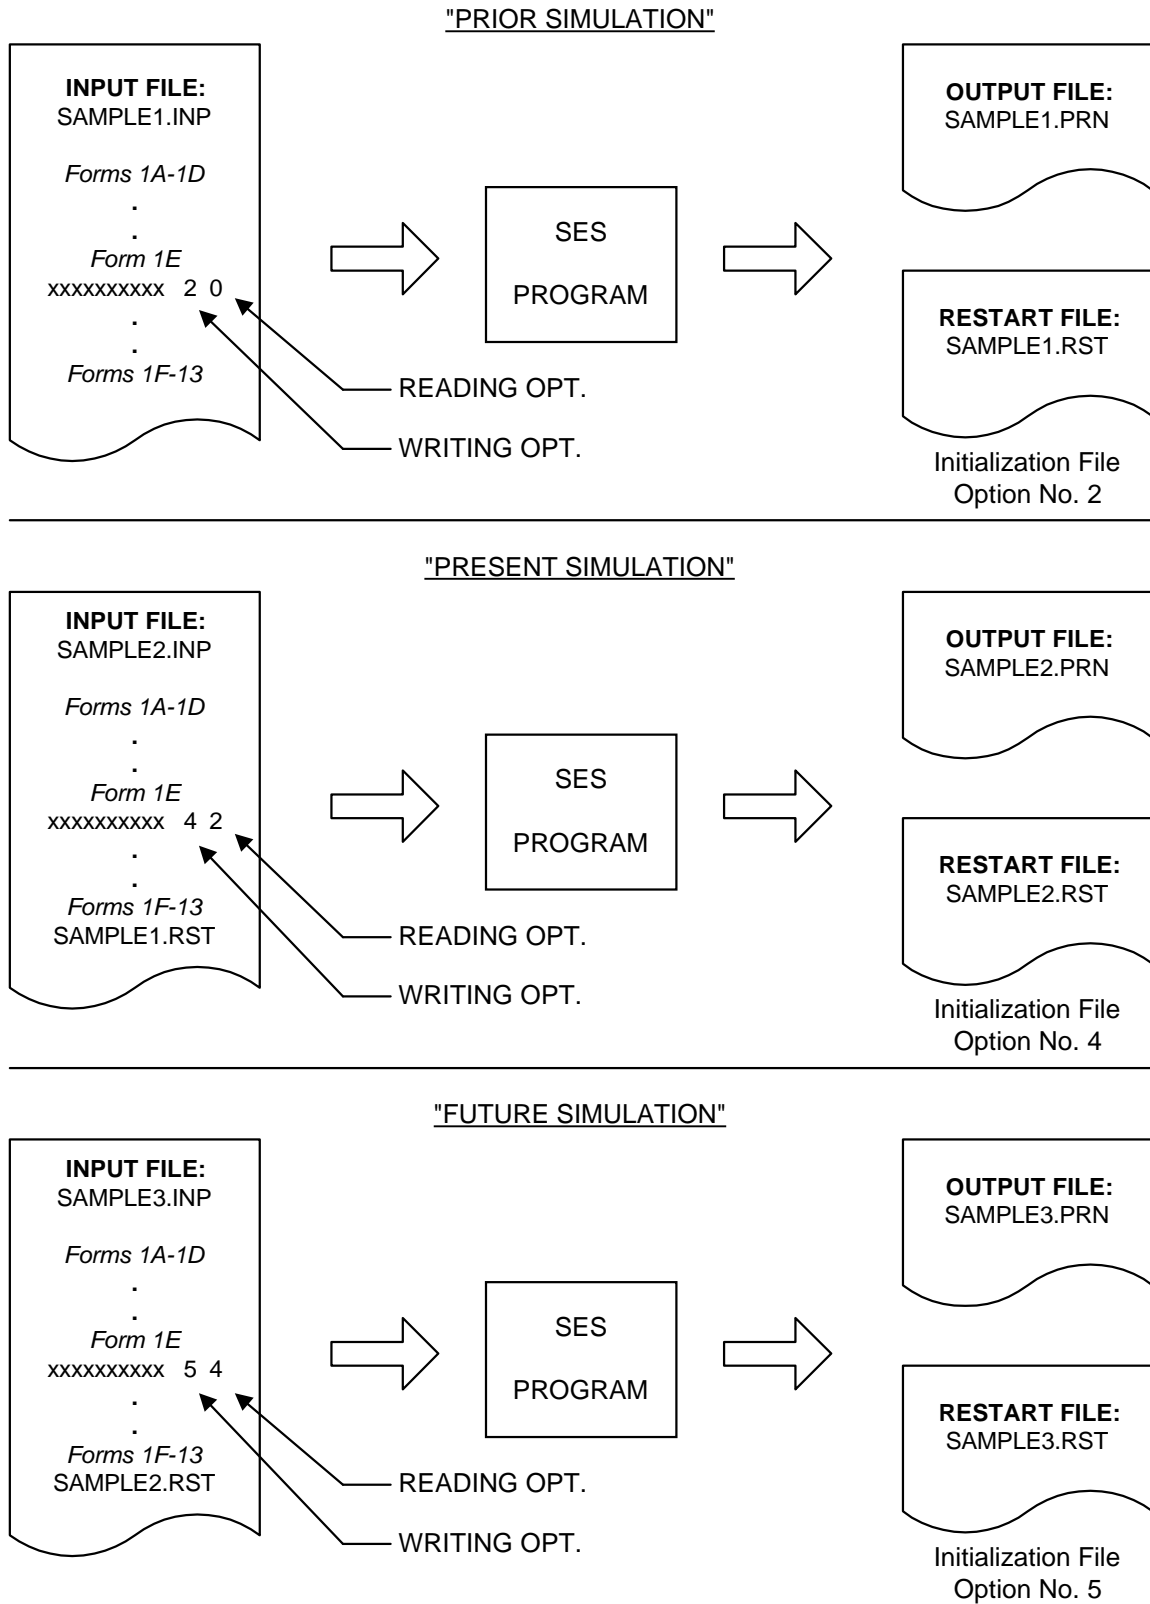 "PRIOR SIMULATION"
INPUT FILE:
SAMPLE1.INP
Forms 1A-1D
.
.
Form 1E
xxxxxxxxxx 2 0
.
.
Forms 1F-13
READING OPT.
WRITING OPT.
SES
PROGRAM
OUTPUT FILE:
SAMPLE1.PRN
RESTART FILE:
SAMPLE1.RST
Initialization File
Option No. 2
"PRESENT SIMULATION"
INPUT FILE:
SAMPLE2.INP
Forms 1A-1D
.
.
Form 1E
xxxxxxxxxx 4 2
.
.
Forms 1F-13
SAMPLE1.RST
READING OPT.
WRITING OPT.
SES
PROGRAM
OUTPUT FILE:
SAMPLE2.PRN
RESTART FILE:
SAMPLE2.RST
Initialization File
Option No. 4
"FUTURE SIMULATION"
INPUT FILE:
SAMPLE3.INP
Forms 1A-1D
.
.
Form 1E
xxxxxxxxxx 5 4
.
.
Forms 1F-13
SAMPLE2.RST
READING OPT.
WRITING OPT.
SES
PROGRAM
OUTPUT FILE:
SAMPLE3.PRN
RESTART FILE:
SAMPLE3.RST
Initialization File
Option No. 5